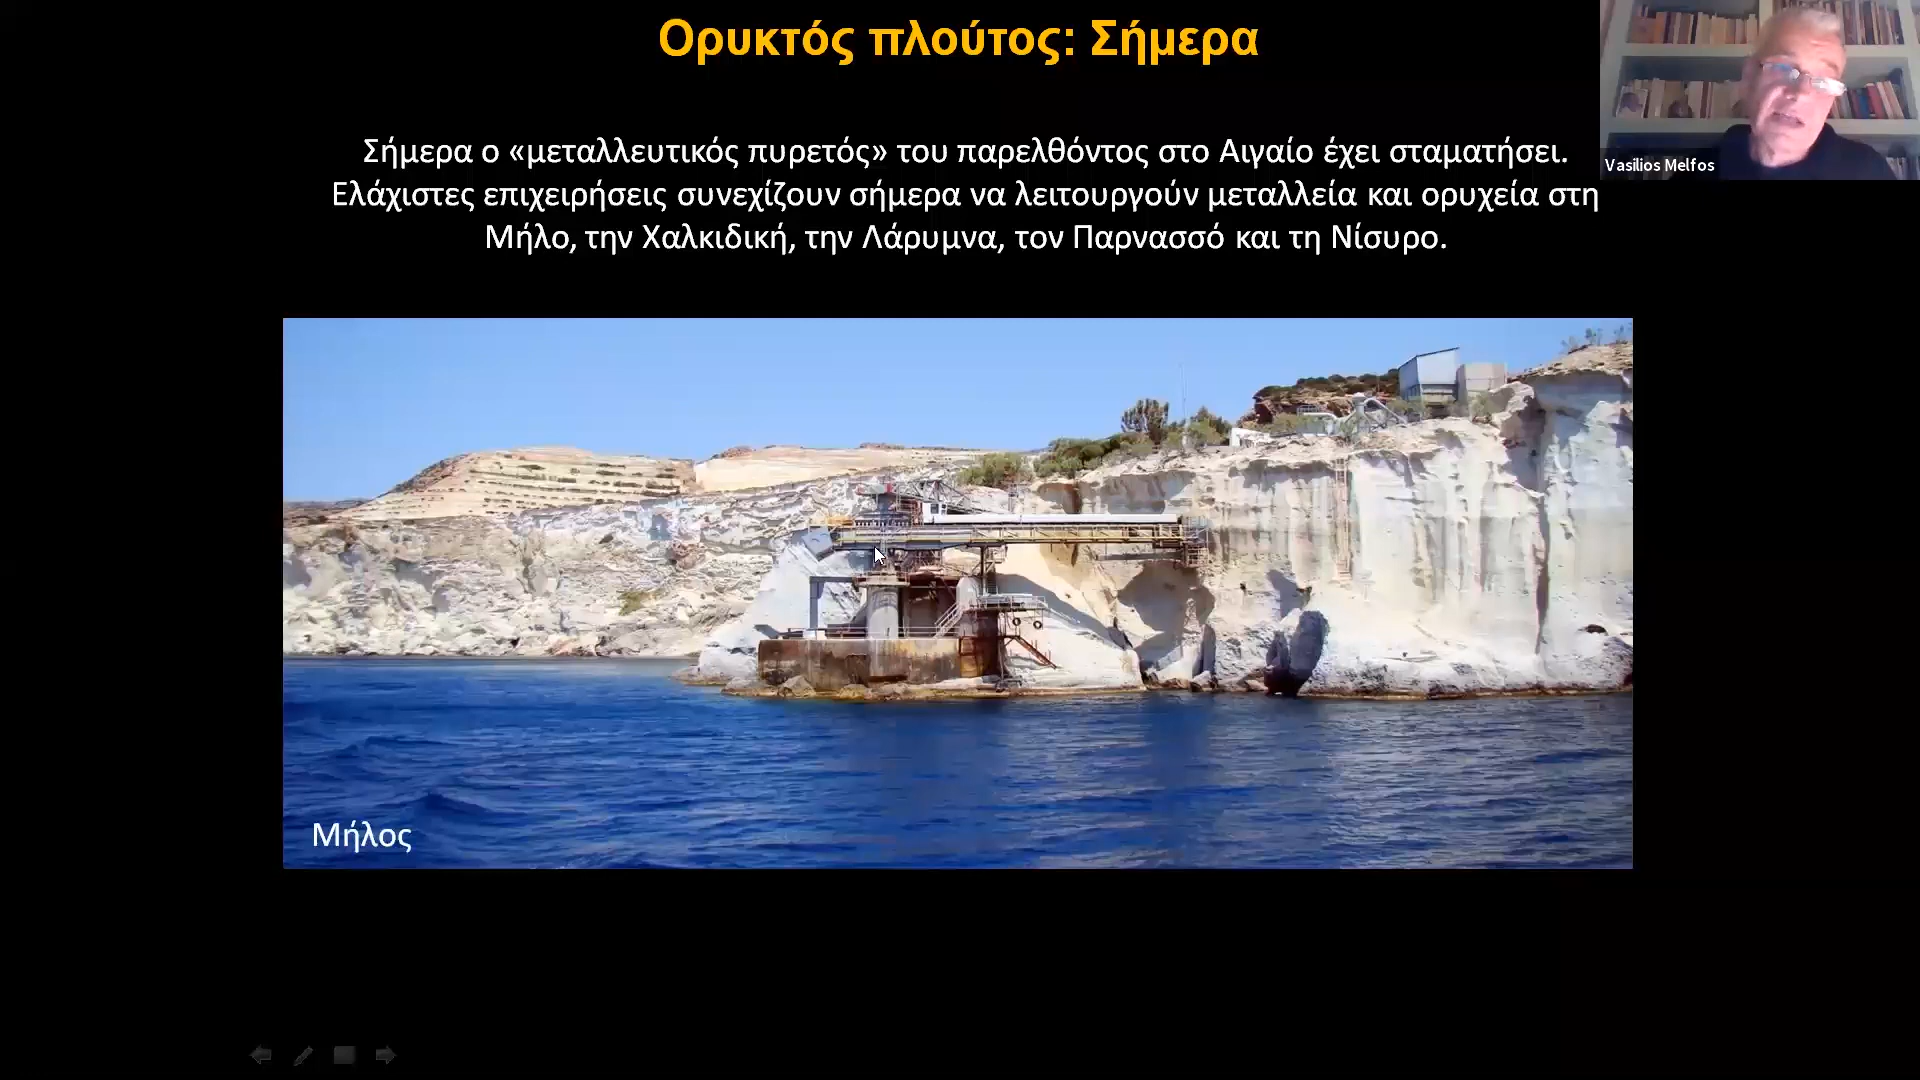 Ορυκτός πλούτος: Σήμερα
Σήμερα ο «μεταλλευτικός πυρετός» του παρελθόντος στο Αιγαίο έχει σταματήσει.
Ελάχιστες επιχειρήσεις συνεχίζουν σήμερα να λειτουργούν μεταλλεία και ορυχεία στη
Μήλο, την Χαλκιδική, την Λάρυμνα, τον Παρνασσό και τη Νίσυρο.
Vasilios Melfos
Μήλος